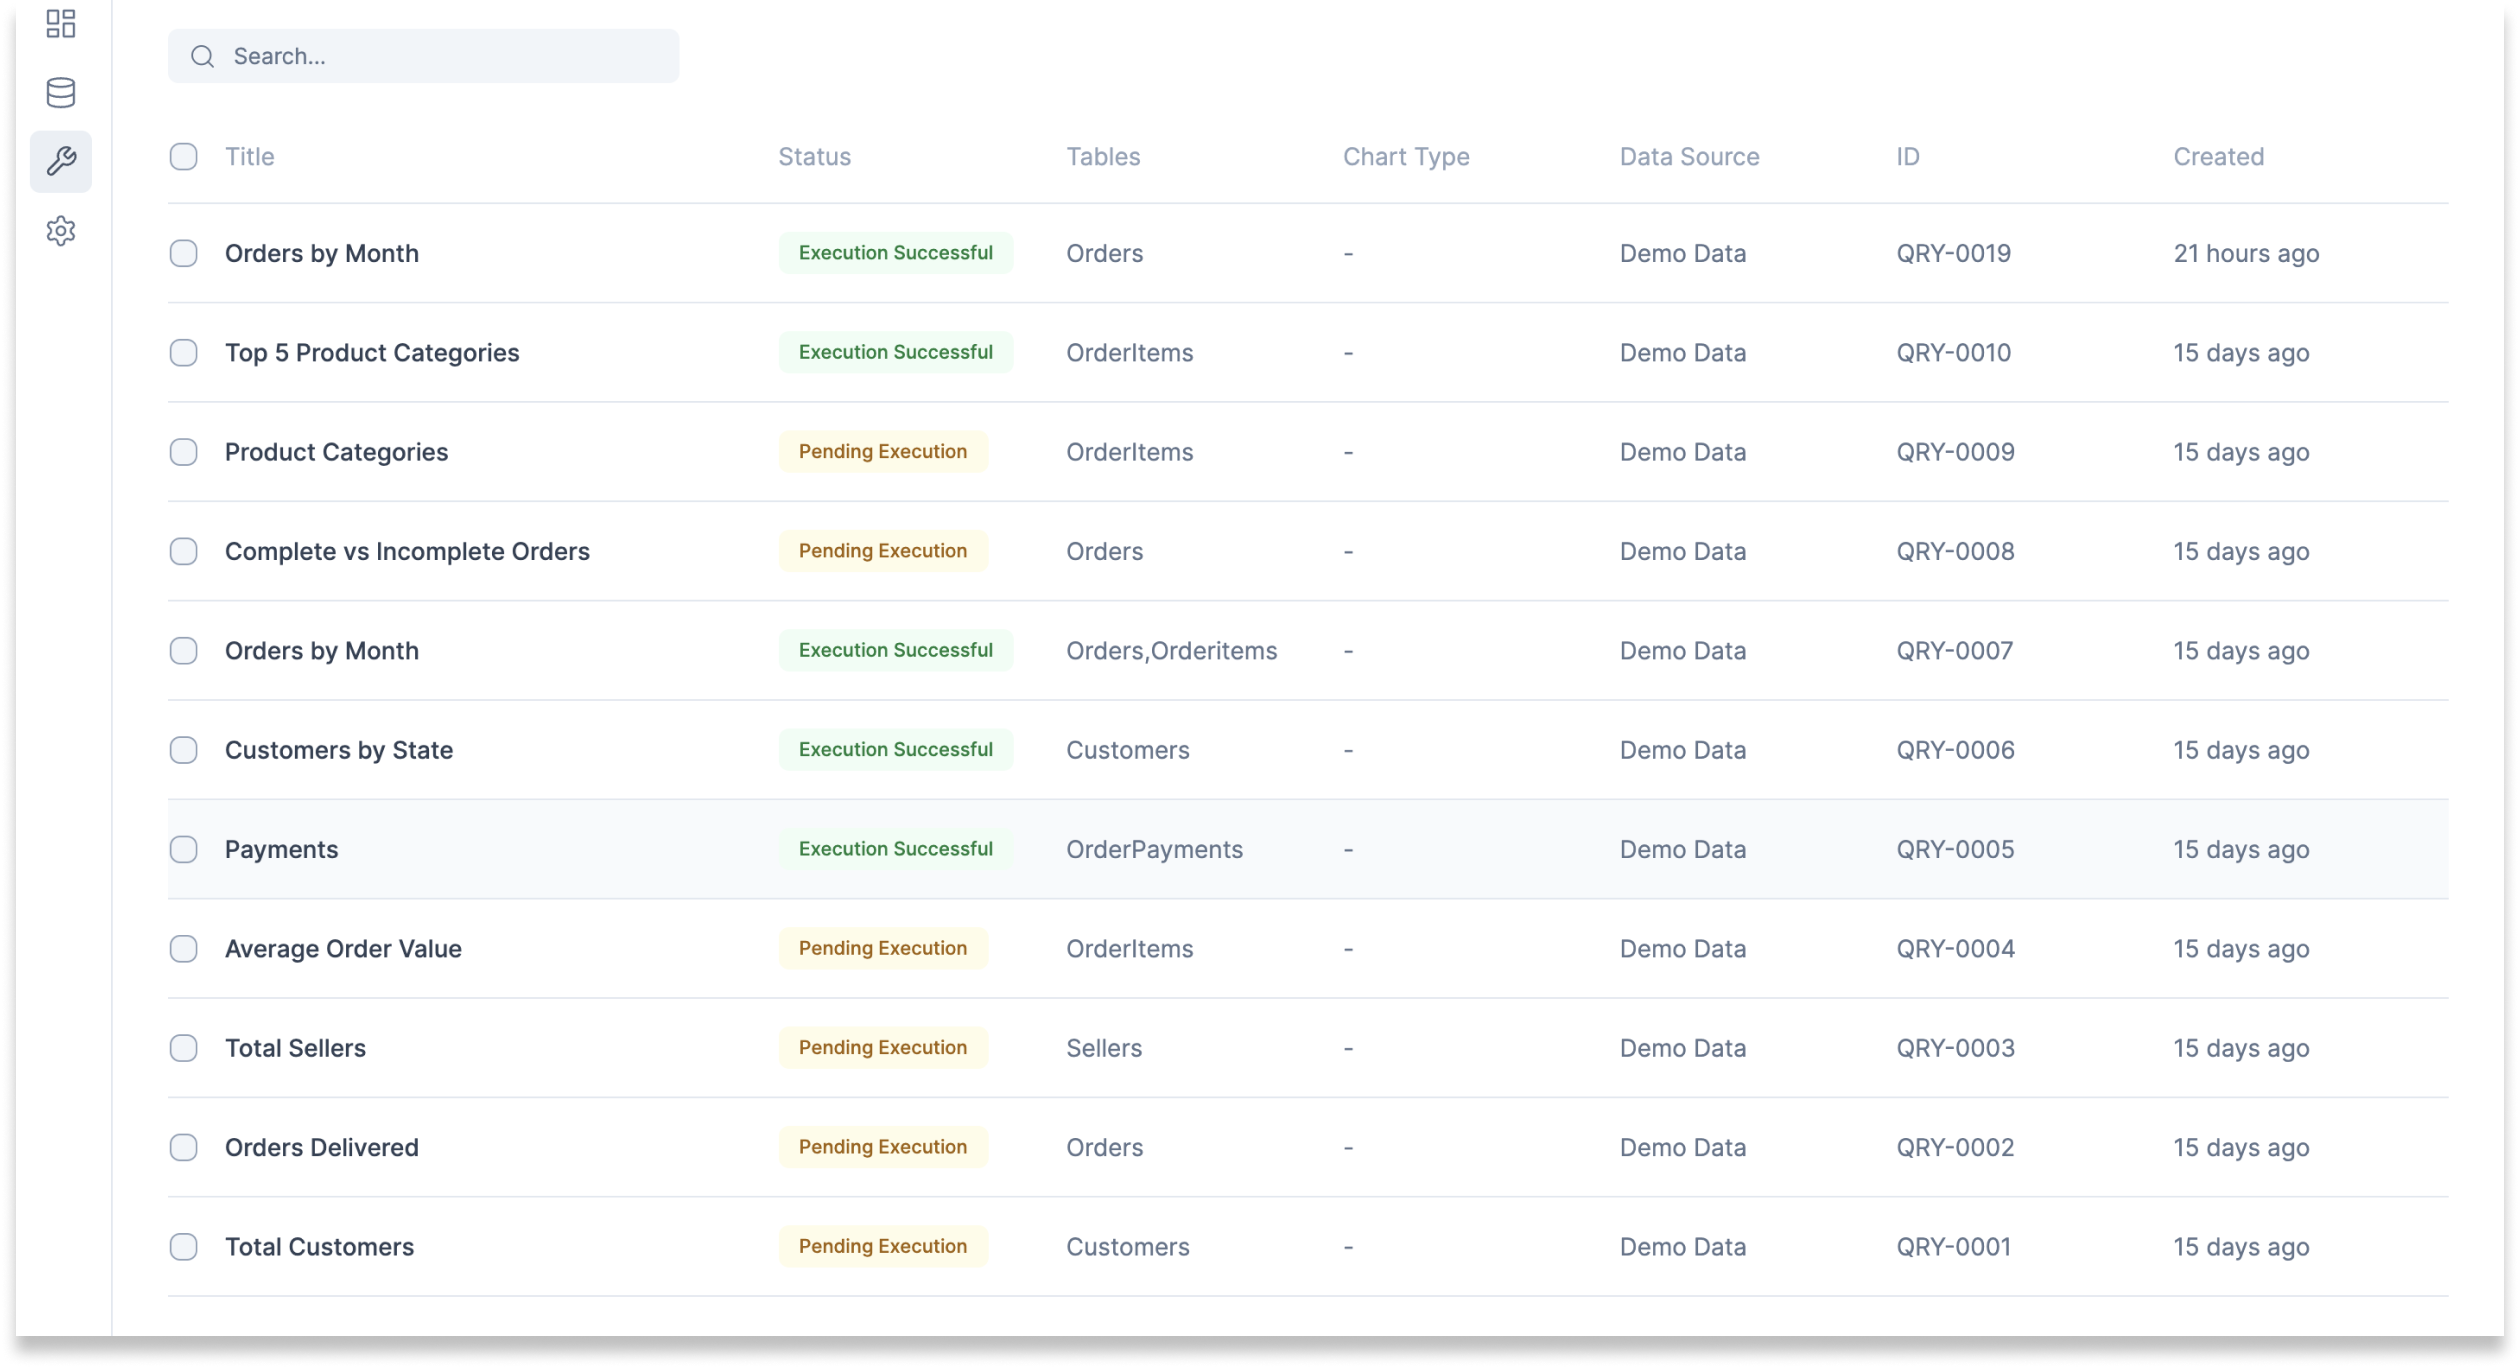 Search...
Title Status Tables Chart Type Data Source ID Created
Orders by Month Execution Successful Orders - Demo Data QRY-0019 21 hours ago
Top 5 Product Categories Execution Successful OrderItems - Demo Data QRY-0010 15 days ago
Product Categories Pending Execution OrderItems - Demo Data QRY-0009 15 days ago
Complete vs Incomplete Orders Pending Execution Orders - Demo Data QRY-0008 15 days ago
Orders by Month Execution Successful Orders,Orderitems - Demo Data QRY-0007 15 days ago
Customers by State Execution Successful Customers - Demo Data QRY-0006 15 days ago
Payments Execution Successful OrderPayments - Demo Data QRY-0005 15 days ago
Average Order Value Pending Execution OrderItems - Demo Data QRY-0004 15 days ago
Total Sellers Pending Execution Sellers - Demo Data QRY-0003 15 days ago
Orders Delivered Pending Execution Orders - Demo Data QRY-0002 15 days ago
Total Customers Pending Execution Customers - Demo Data QRY-0001 15 days ago